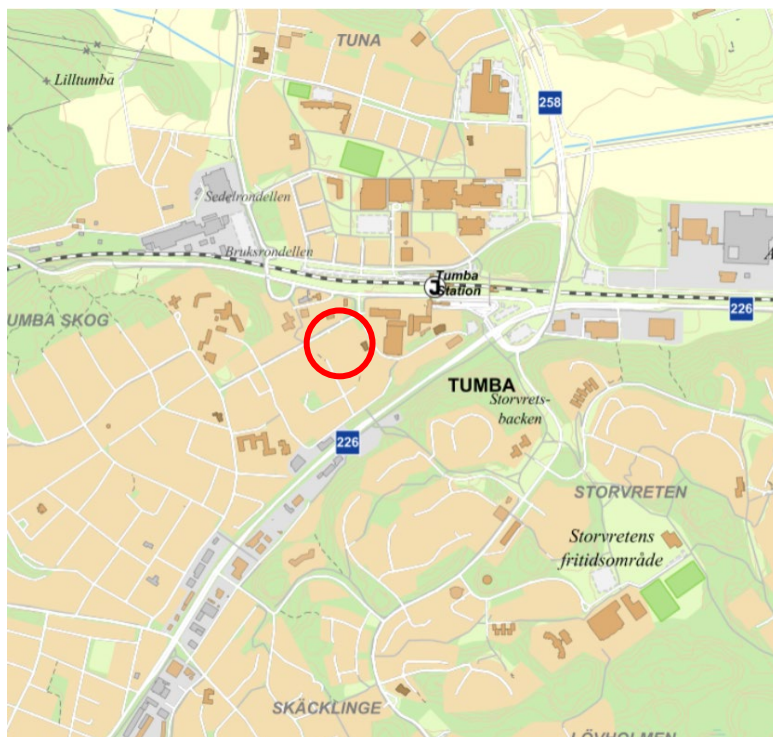 TUNA
Lilltumba
258
Sedelrondellen
Bruksrondellen
Tumba
Station
226
UMBA SKOG
TUMBA
Storvrets-
backen
226
STORVRETEN
Storvretens
fritidsområde
SKÄCKLINGE
LÖVHOLMEN